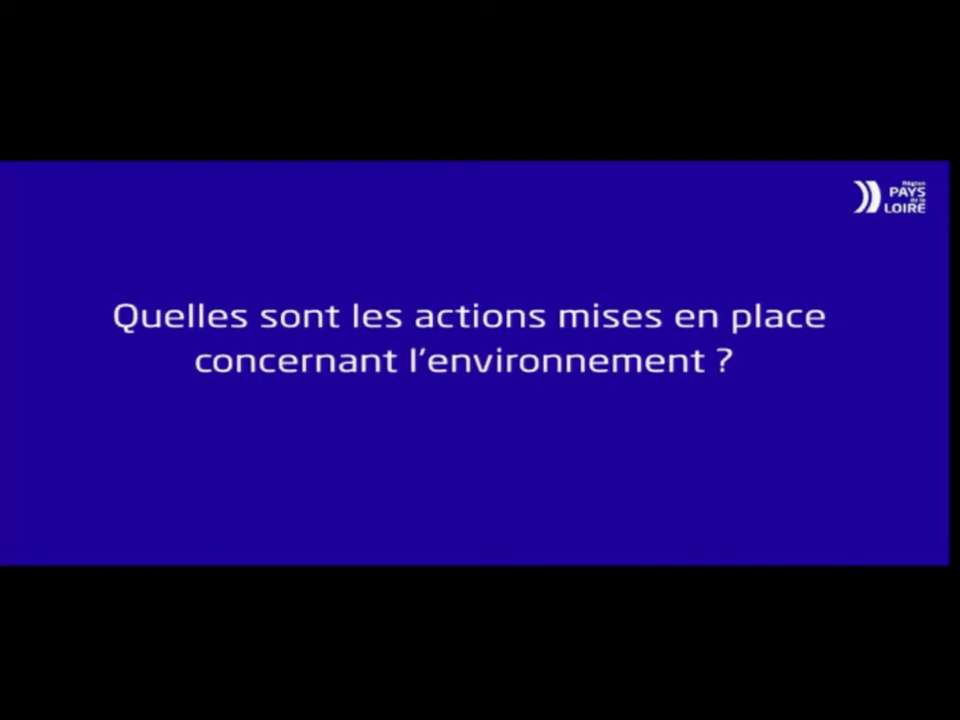 Région
PAYS
de la
LOIRE
Quelles sont les actions mises en place
concernant l'environnement ?